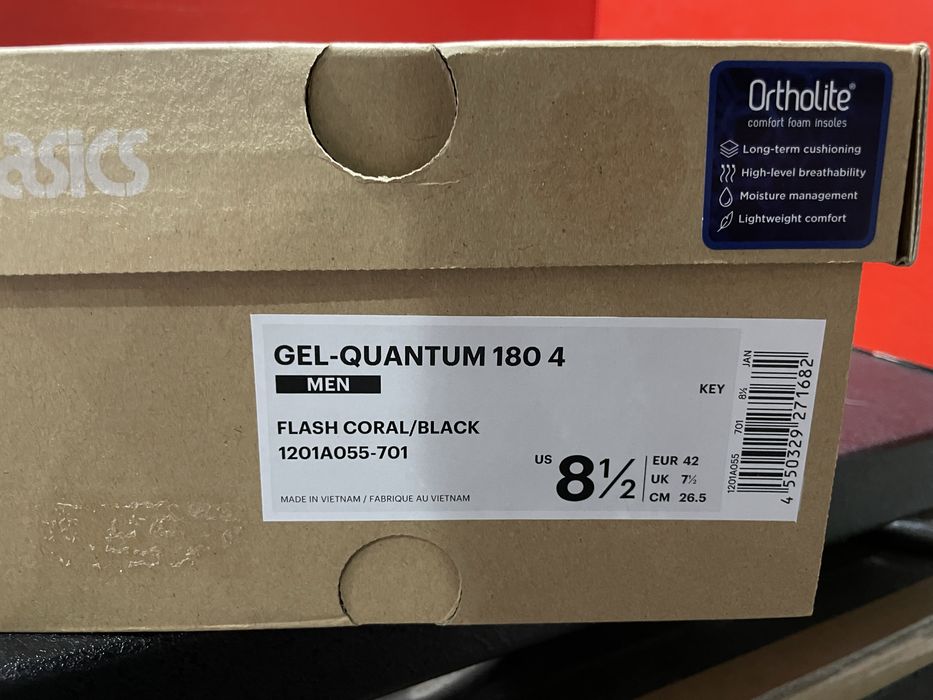 asics
Ortholite®
comfort foam insoles
Long-term cushioning
High-level breathability
Moisture management
Lightweight comfort
GEL-QUANTUM 180 4
MEN
KEY
FLASH CORAL/BLACK
1201A055-701
US 8½
EUR 42
UK 7½
CM 26.5
MADE IN VIETNAM / FABRIQUE AU VIETNAM
1201A055 701 8½ JAN
4 550329 271682